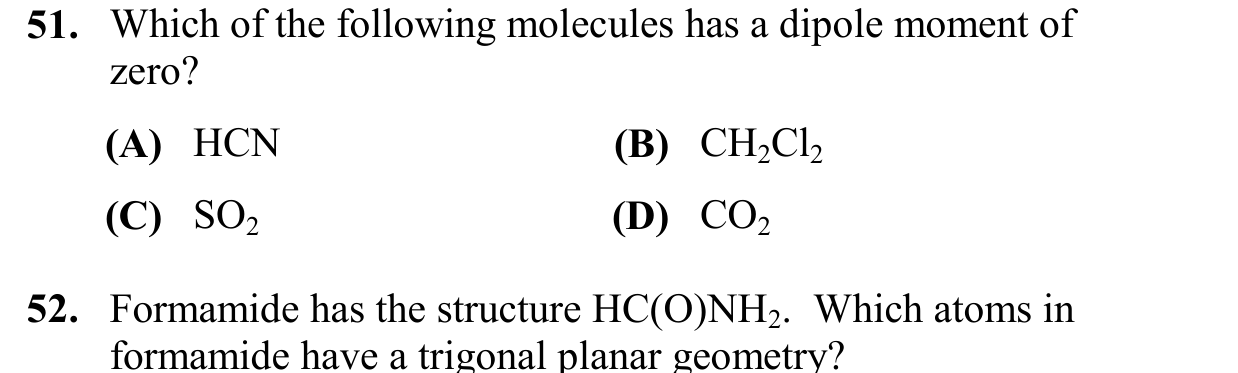 51. Which of the following molecules has a dipole moment of
zero?
(A) HCN (B) CH₂Cl₂
(C) SO₂ (D) CO₂
52. Formamide has the structure HC(O)NH₂. Which atoms in
formamide have a trigonal planar geometry?